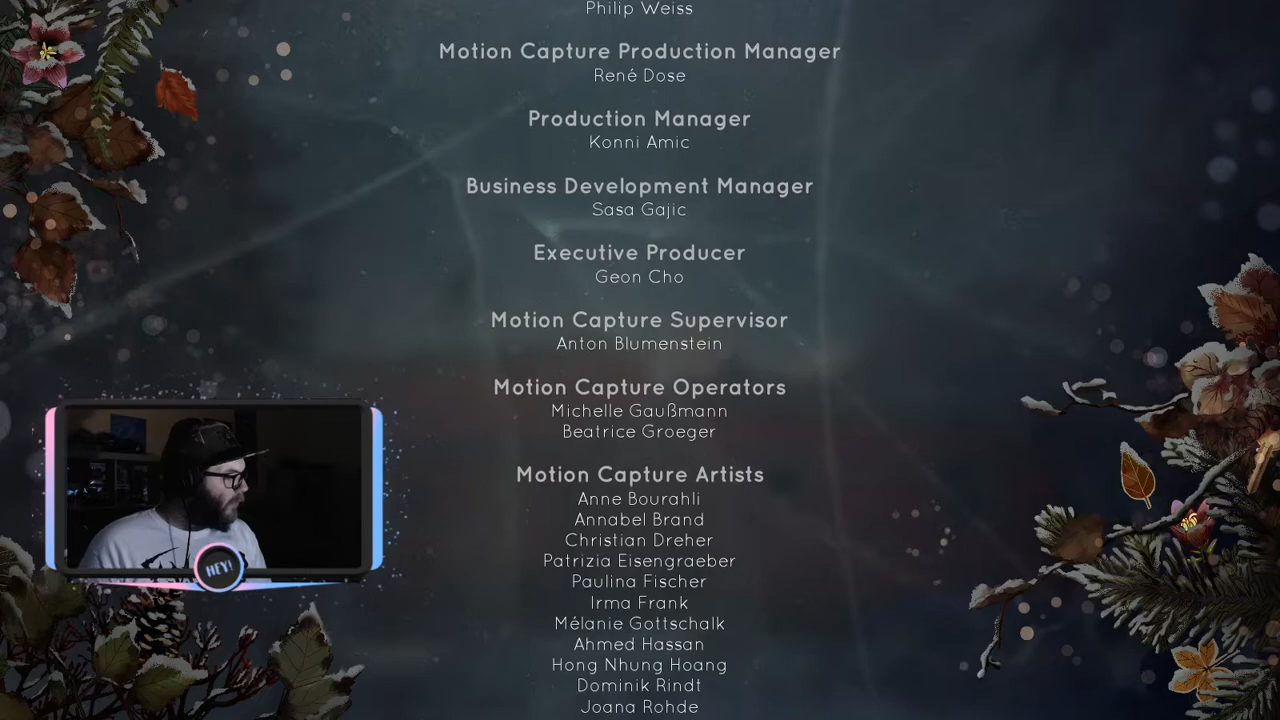 Philip Weiss
Motion Capture Production Manager
René Dose
Production Manager
Konni Amic
Business Development Manager
Sasa Gajic
Executive Producer
Geon Cho
Motion Capture Supervisor
Anton Blumenstein
Motion Capture Operators
Michelle Gaußmann
Beatrice Groeger
Motion Capture Artists
Anne Bourahli
Annabel Brand
Christian Dreher
Patrizia Eisengraeber
Paulina Fischer
Irma Frank
Mélanie Gottschalk
Ahmed Hassan
Hong Nhung Hoang
Dominik Rindt
Joana Rohde
HEY!